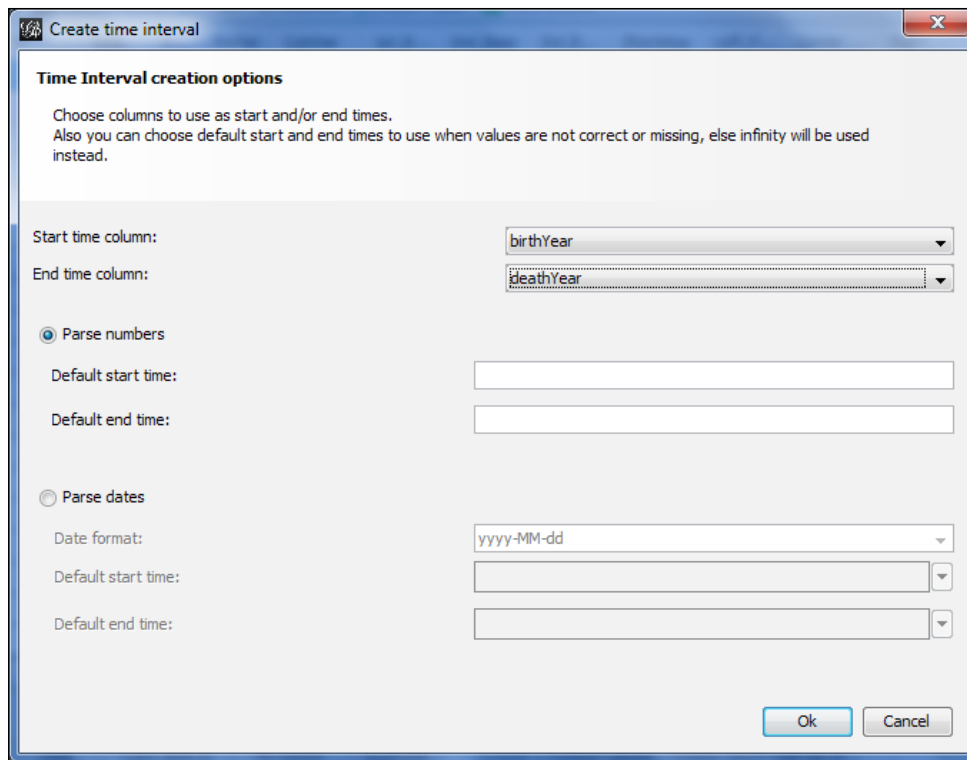 Create time interval
Time Interval creation options
Choose columns to use as start and/or end times.
Also you can choose default start and end times to use when values are not correct or missing, else infinity will be used
instead.
Start time column:
birthYear
End time column:
deathYear
Parse numbers
Default start time:
Default end time:
Parse dates
Date format:
yyyy-MM-dd
Default start time:
Default end time:
Ok
Cancel